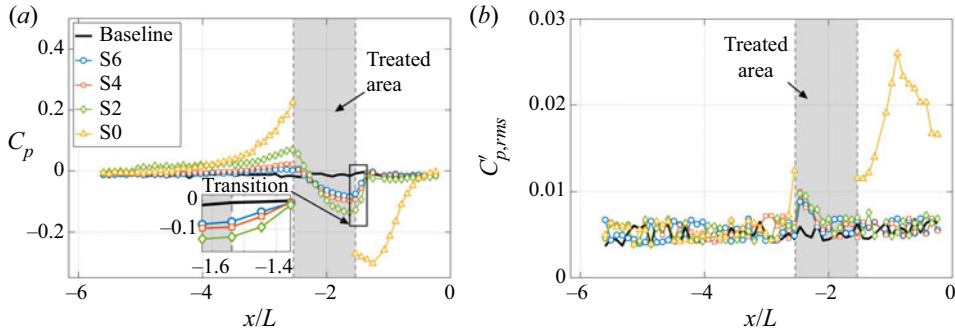 (a)
0.4
0.2
0
−0.2
C_p
Baseline
S6
S4
S2
S0
Treated
area
Transition
0
−0.1
−1.6
−1.4
−6
−4
−2
0
x/L
(b)
0.03
0.02
0.01
0
C′_p,rms
Treated
area
−6
−4
−2
0
x/L